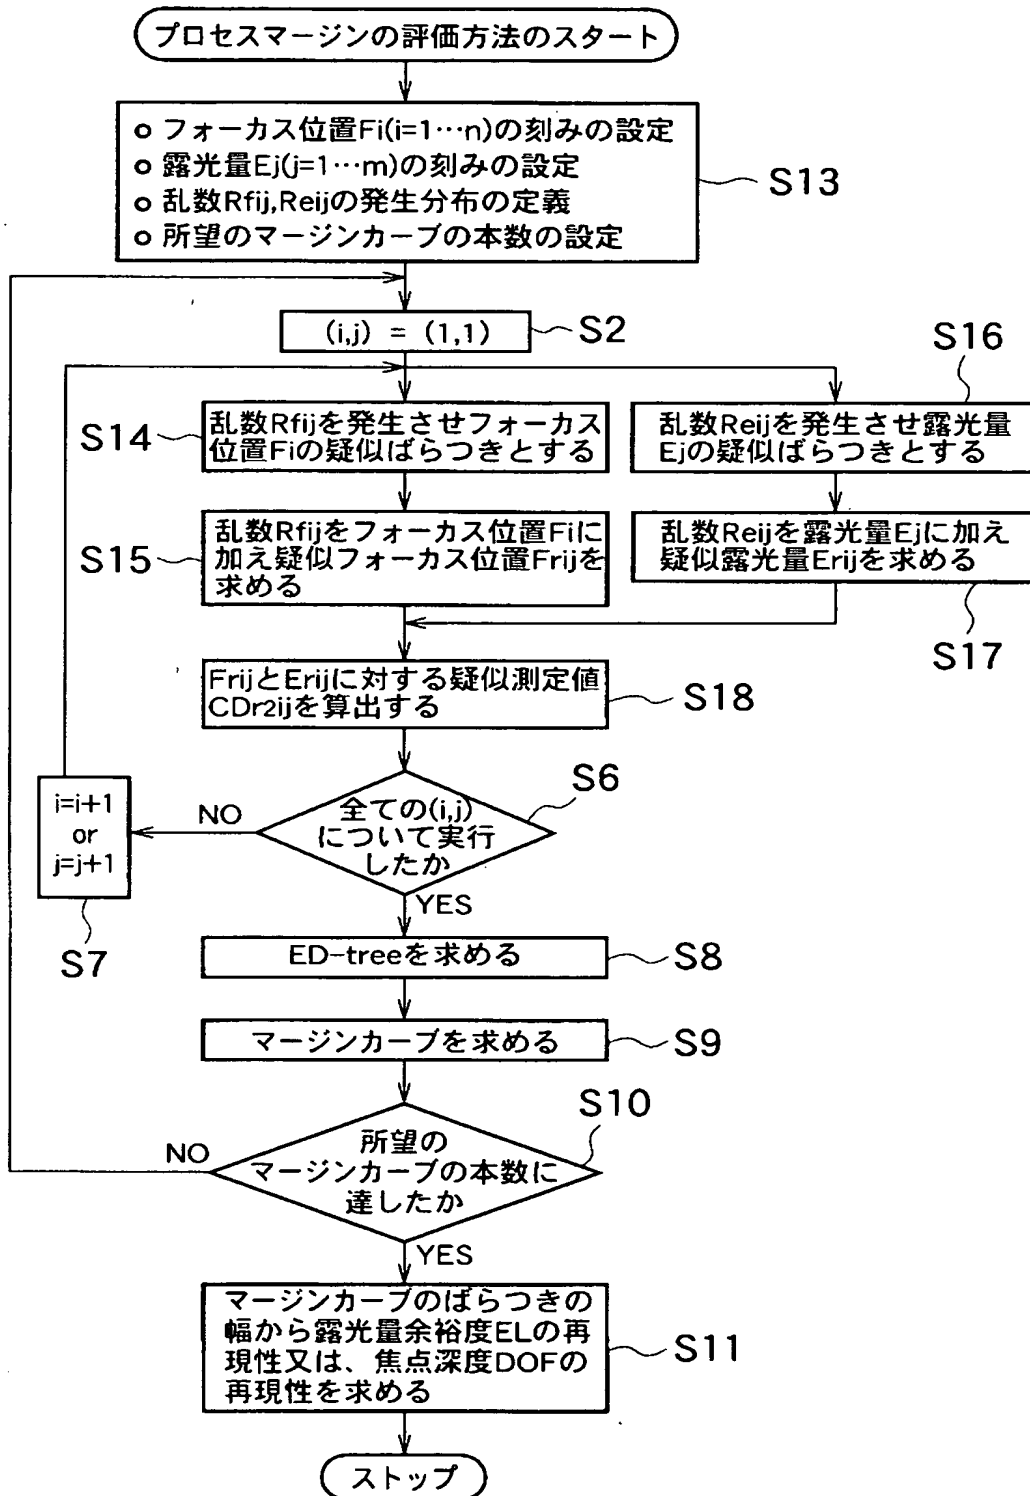 プロセスマージンの評価方法のスタート
o フォーカス位置Fi(i=1…n)の刻みの設定
o 露光量Ej(j=1…m)の刻みの設定
o 乱数Rfij,Reijの発生分布の定義
o 所望のマージンカーブの本数の設定
S13
(i,j) = (1,1)
S2
S16
S14
乱数Rfijを発生させフォーカス
位置Fiの疑似ばらつきとする
乱数Reijを発生させ露光量
Ejの疑似ばらつきとする
S15
乱数Rfijをフォーカス位置Fiに
加え疑似フォーカス位置Frijを
求める
乱数Reijを露光量Ejに加え
疑似露光量Erijを求める
S17
FrijとErijに対する疑似測定値
CDr2ijを算出する
S18
S6
全ての(i,j)
について実行
したか
NO
YES
i=i+1
or
j=j+1
S7
ED-treeを求める
S8
マージンカーブを求める
S9
S10
所望の
マージンカーブの本数に
達したか
NO
YES
マージンカーブのばらつきの
幅から露光量余裕度ELの再
現性又は、焦点深度DOFの
再現性を求める
S11
ストップ